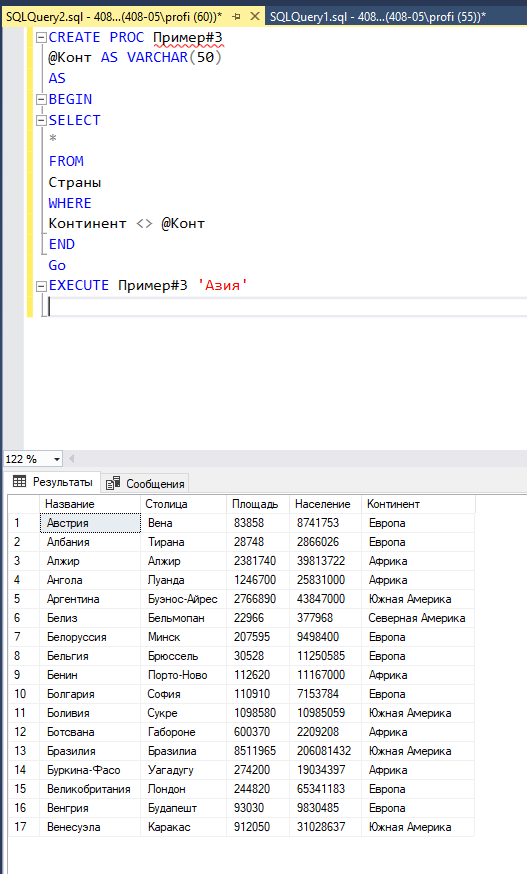 SQLQuery2.sql - 408...(408-05\profi (60))* SQLQuery1.sql - 408...(408-05\profi (55))*
CREATE PROC Пример#3
@Конт AS VARCHAR(50)
AS
BEGIN
SELECT
*
FROM
Страны
WHERE
Континент <> @Конт
END
Go
EXECUTE Пример#3 'Азия'
122 %
Результаты Сообщения
Название Столица Площадь Население Континент
1 Австрия Вена 83858 8741753 Европа
2 Албания Тирана 28748 2866026 Европа
3 Алжир Алжир 2381740 39813722 Африка
4 Ангола Луанда 1246700 25831000 Африка
5 Аргентина Буэнос-Айрес 2766890 43847000 Южная Америка
6 Белиз Бельмопан 22966 377968 Северная Америка
7 Белоруссия Минск 207595 9498400 Европа
8 Бельгия Брюссель 30528 11250585 Европа
9 Бенин Порто-Ново 112620 11167000 Африка
10 Болгария София 110910 7153784 Европа
11 Боливия Сукре 1098580 10985059 Южная Америка
12 Ботсвана Габороне 600370 2209208 Африка
13 Бразилия Бразилиа 8511965 206081432 Южная Америка
14 Буркина-Фасо Уагадугу 274200 19034397 Африка
15 Великобритания Лондон 244820 65341183 Европа
16 Венгрия Будапешт 93030 9830485 Европа
17 Венесуэла Каракас 912050 31028637 Южная Америка